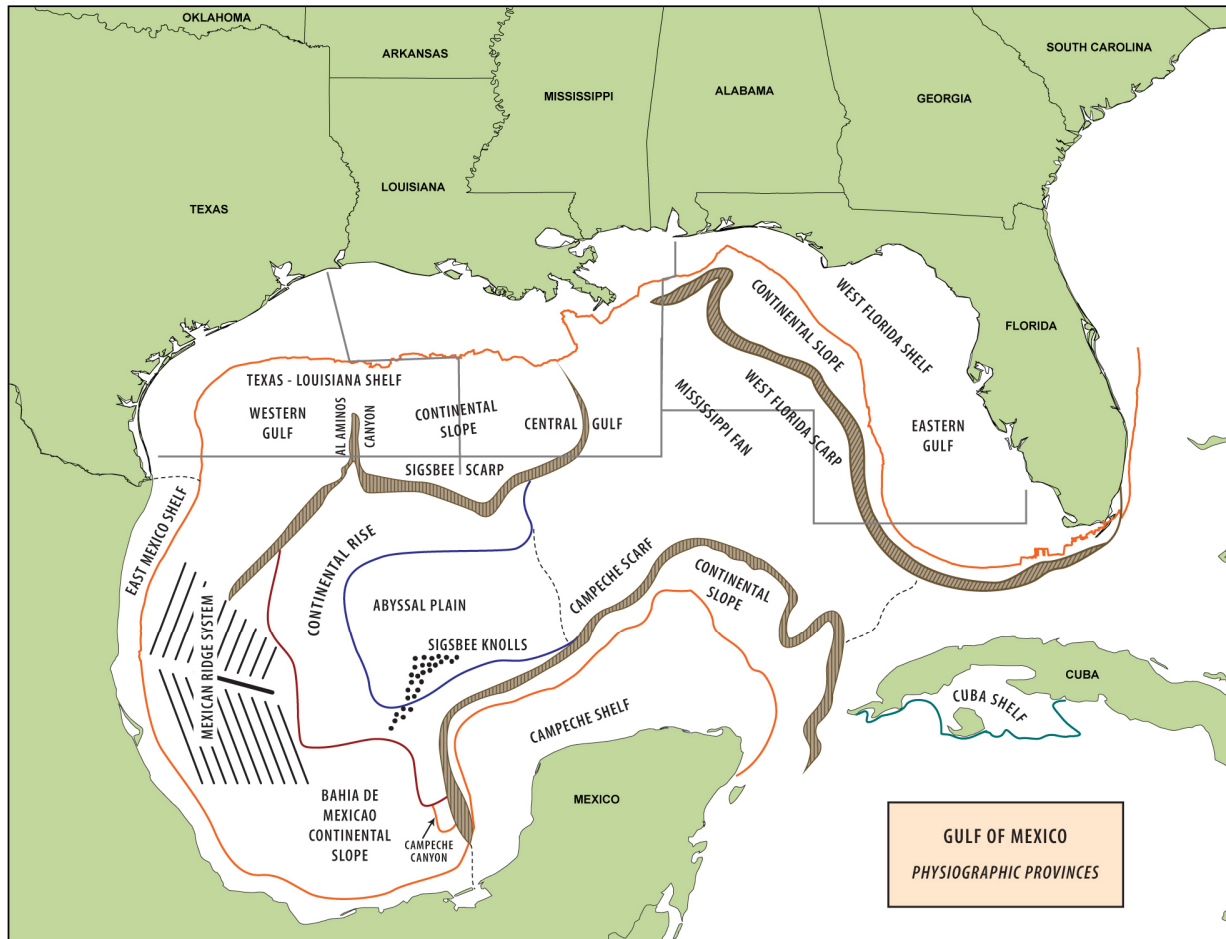 OKLAHOMA
ARKANSAS
SOUTH CAROLINA
MISSISSIPPI
ALABAMA
GEORGIA
LOUISIANA
TEXAS
FLORIDA
WEST FLORIDA SHELF
CONTINENTAL SLOPE
TEXAS - LOUISIANA SHELF
WESTERN
GULF
ALAMINOS
CANYON
CONTINENTAL
SLOPE
CENTRAL GULF
MISSISSIPPI FAN
WEST FLORIDA SCARP
EASTERN
GULF
SIGSBEE SCARP
EAST MEXICO SHELF
CONTINENTAL RISE
ABYSSAL PLAIN
CAMPECHE SCARF
CONTINENTAL
SLOPE
SIGSBEE KNOLLS
MEXICAN RIDGE SYSTEM
CAMPECHE SHELF
CUBA
CUBA SHELF
BAHIA DE
MEXICAO
CONTINENTAL
SLOPE
CAMPECHE
CANYON
MEXICO
GULF OF MEXICO
PHYSIOGRAPHIC PROVINCES